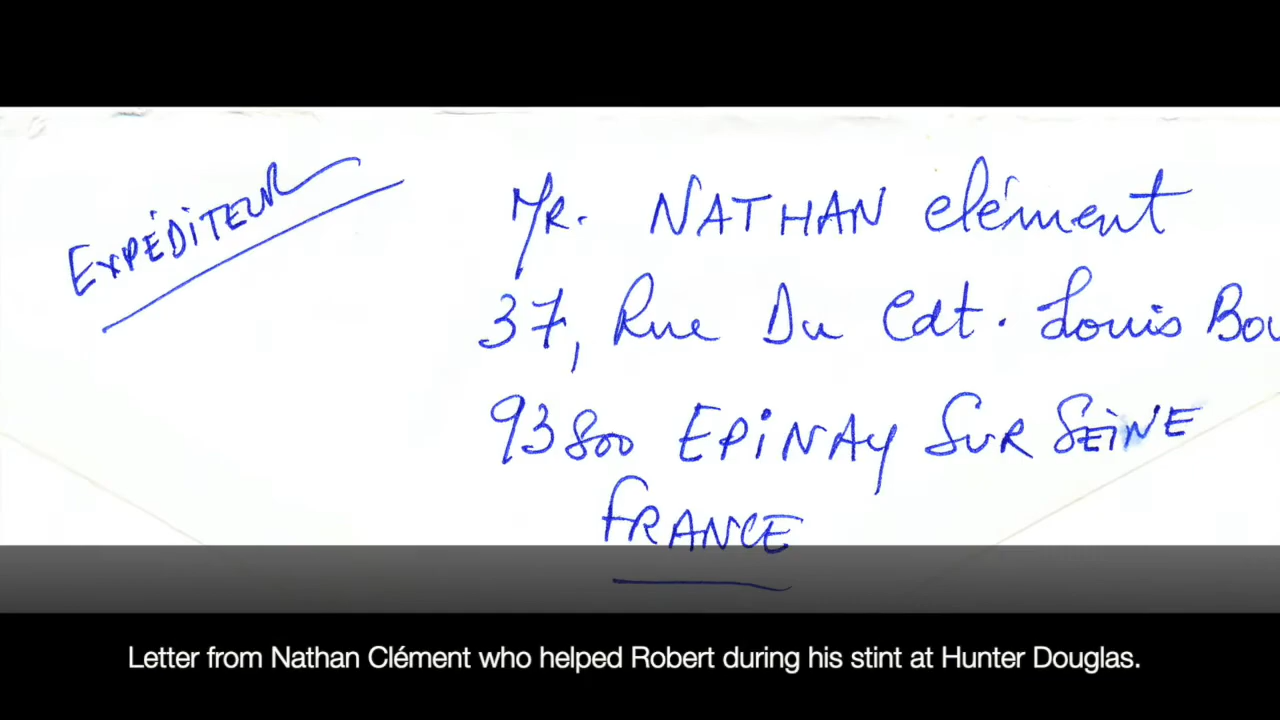 EXPÉDITEUR
Mr. NATHAN Clément
37, Rue Du Cdt. Louis
93800 EPINAY SUR SEINE
FRANCE
Letter from Nathan Clément who helped Robert during his stint at Hunter Douglas.